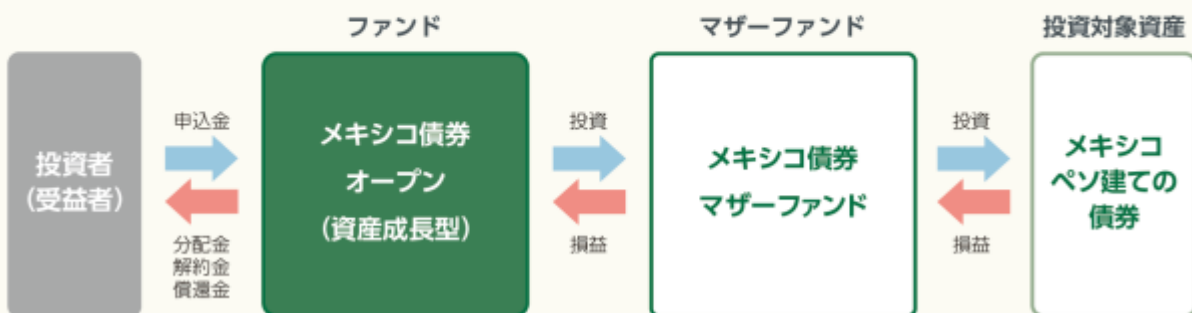 ファンド
マザーファンド
投資対象資産
投資者
（受益者）
申込金
分配金
解約金
償還金
メキシコ債券
オープン
（資産成長型）
投資
損益
メキシコ債券
マザーファンド
投資
損益
メキシコ
ペソ建ての
債券